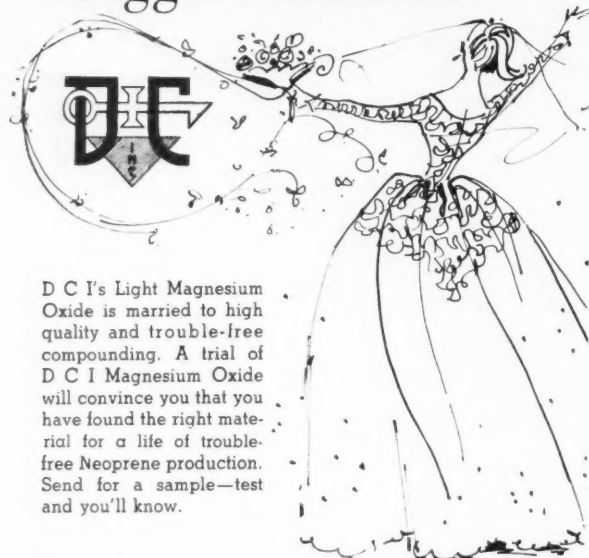 D C
INC
D C I's Light Magnesium
Oxide is married to high
quality and trouble-free
compounding. A trial of
D C I Magnesium Oxide
will convince you that you
have found the right mate-
rial for a life of trouble-
free Neoprene production.
Send for a sample—test
and you'll know.